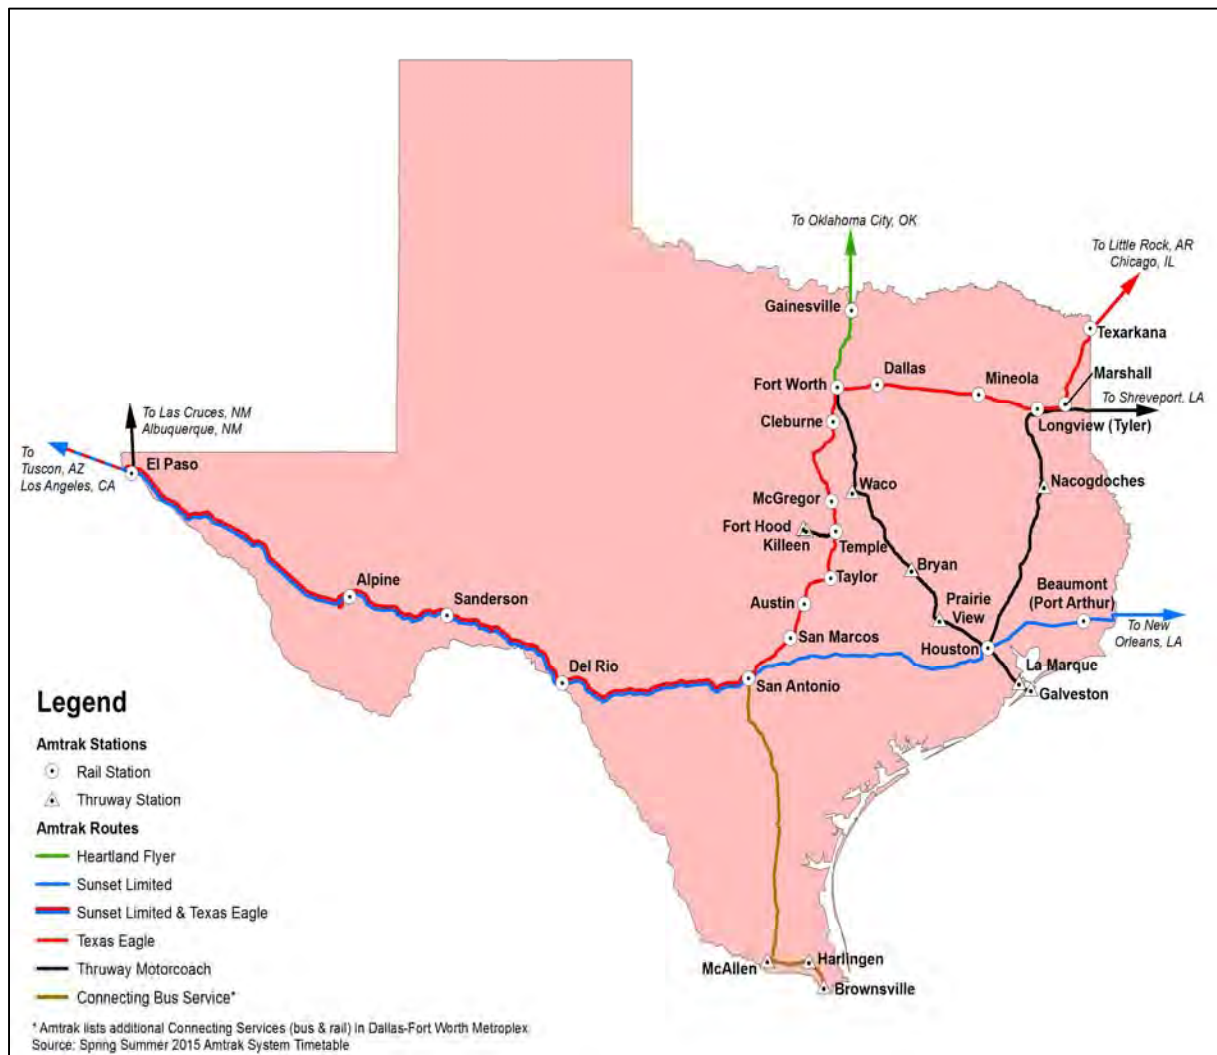 To Oklahoma City, OK
To Little Rock, AR
Chicago, IL
Gainesville
Texarkana
Fort Worth
Dallas
Mineola
Marshall
To Shreveport. LA
Cleburne
Longview (Tyler)
To Las Cruces, NM
Albuquerque, NM
To
Tuscon, AZ
Los Angeles, CA
El Paso
McGregor
Waco
Nacogdoches
Fort Hood
Killeen
Temple
Taylor
Bryan
Alpine
Sanderson
Austin
Prairie
View
Beaumont
(Port Arthur)
San Marcos
Houston
To New
Orleans, LA
Del Rio
San Antonio
La Marque
Galveston
McAllen
Harlingen
Brownsville
Legend
Amtrak Stations
Rail Station
Thruway Station
Amtrak Routes
Heartland Flyer
Sunset Limited
Sunset Limited & Texas Eagle
Texas Eagle
Thruway Motorcoach
Connecting Bus Service*
* Amtrak lists additional Connecting Services (bus & rail) in Dallas-Fort Worth Metroplex
Source: Spring Summer 2015 Amtrak System Timetable